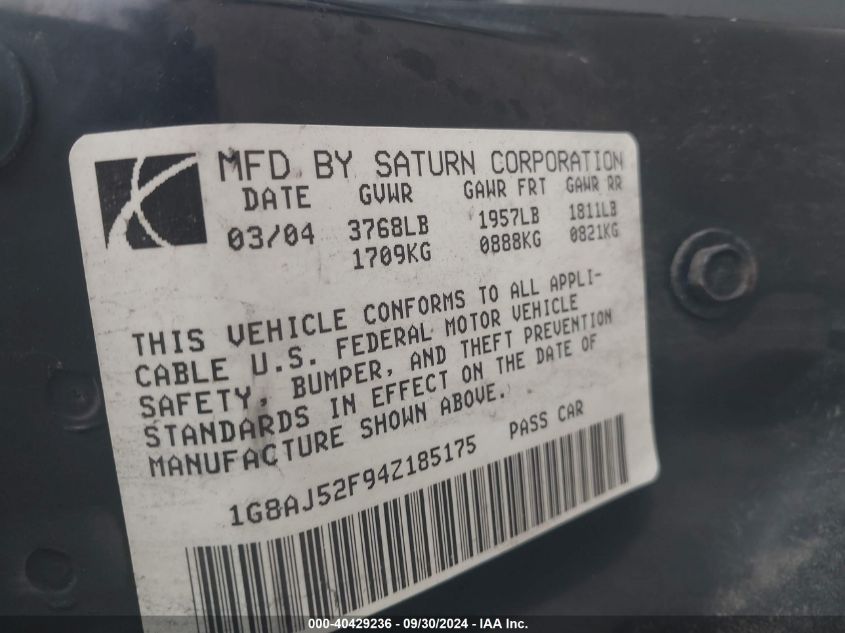 MFD BY SATURN CORPORATION
DATE GVWR GAWR FRT GAWR RR
03/04 3768LB 1957LB 1811LB
1709KG 0888KG 0821KG
THIS VEHICLE CONFORMS TO ALL APPLI-
CABLE U.S. FEDERAL MOTOR VEHICLE
SAFETY, BUMPER, AND THEFT PREVENTION
STANDARDS IN EFFECT ON THE DATE OF
MANUFACTURE SHOWN ABOVE.
1G8AJ52F94Z185175 PASS CAR
000-40429236 - 09/30/2024 - IAA Inc.